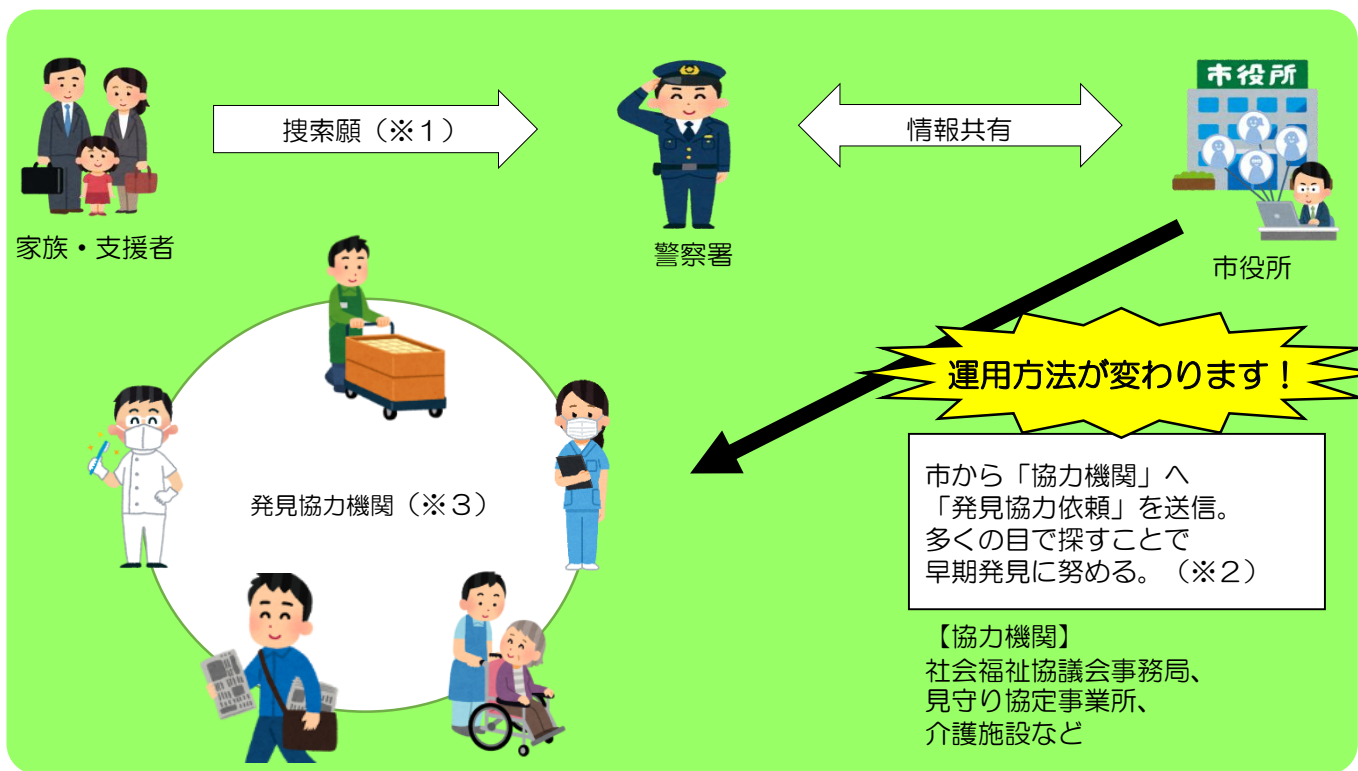 捜索願（※１）
情報共有
市役所
家族・支援者
警察署
市役所
運用方法が変わります！
発見協力機関（※３）
市から「協力機関」へ
「発見協力依頼」を送信。
多くの目で探すことで
早期発見に努める。（※２）
【協力機関】
社会福祉協議会事務局、
見守り協定事業所、
介護施設など